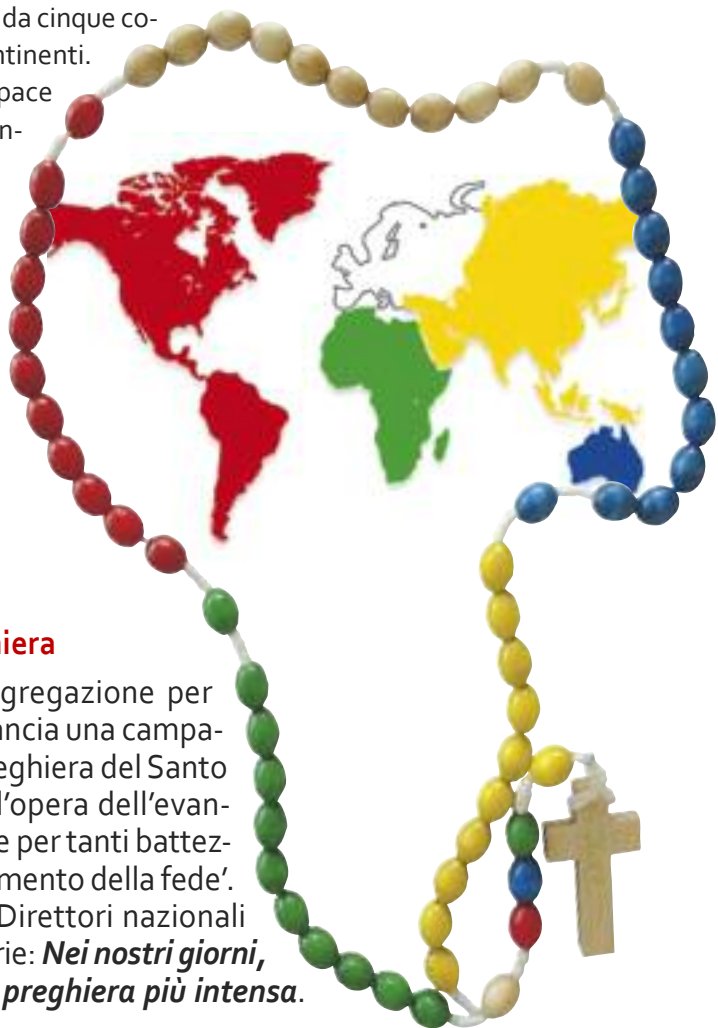 da cinque co-
ntinenti.
pace
n-
iera
gregazione per
ancia una campa-
eghiera del Santo
l'opera dell'evan-
e per tanti battez-
mento della fede'.
Direttori nazionali
rie: Nei nostri giorni,
preghiera più intensa.